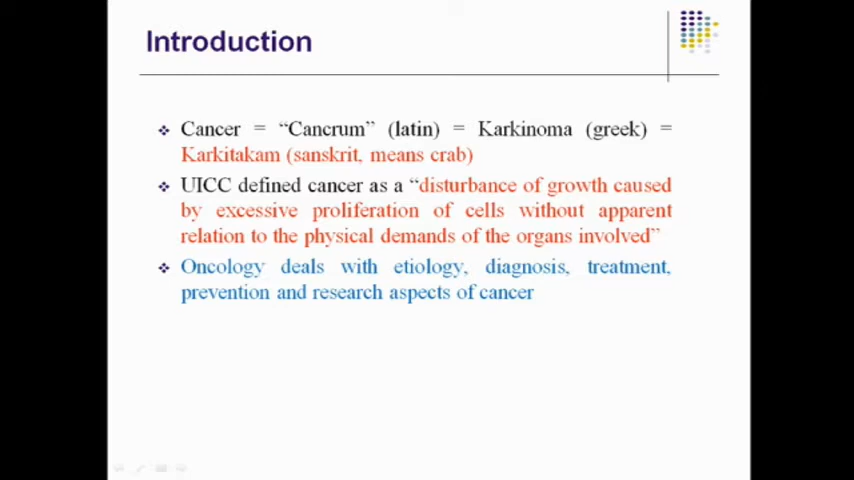 Introduction
Cancer = “Cancrum” (latin) = Karkinoma (greek) =
Karkitakam (sanskrit, means crab)
UICC defined cancer as a “disturbance of growth caused
by excessive proliferation of cells without apparent
relation to the physical demands of the organs involved”
Oncology deals with etiology, diagnosis, treatment,
prevention and research aspects of cancer